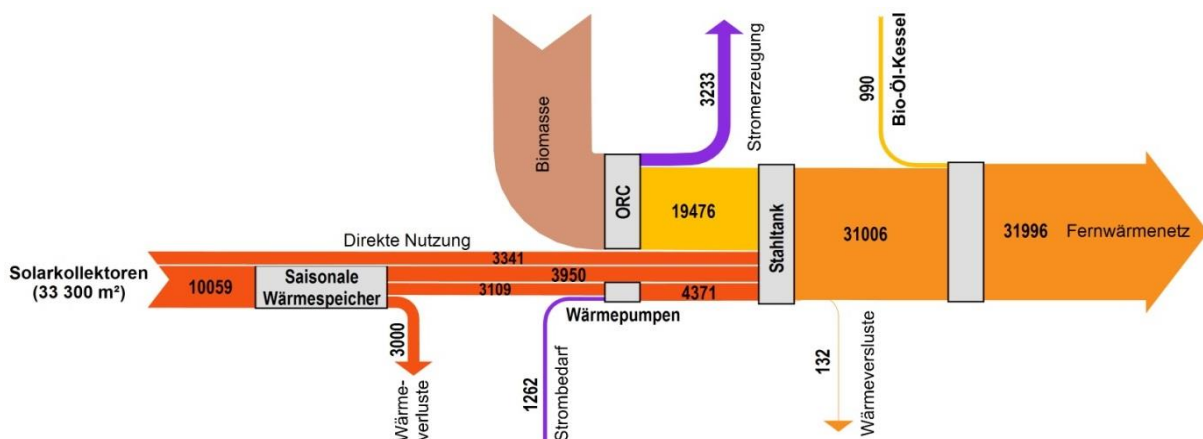 Biomasse
3233
Stromerzeugung
990
Bio-Öl-Kessel
ORC
19476
Stahltank
31006
31996
Fernwärmenetz
Direkte Nutzung
3341
Solarkollektoren
(33 300 m²)
10059
Saisonale
Wärmespeicher
3950
3109
4371
Wärmepumpen
3000
Wärme-
verluste
1262
Strombedarf
132
Wärmeversluste